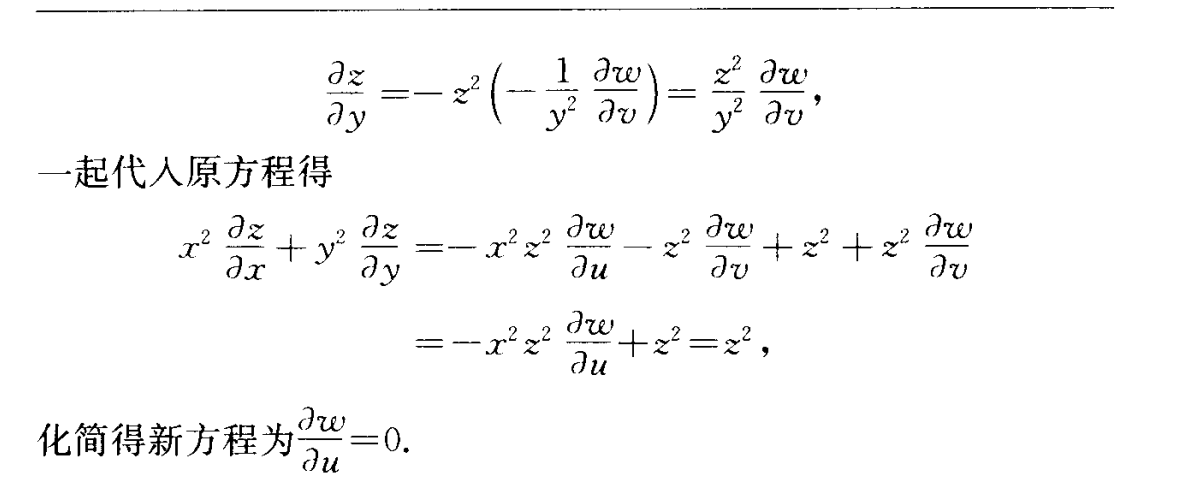 ∂z/∂y =− z²(− 1/y² ∂w/∂v)= z²/y² ∂w/∂v,
一起代入原方程得
x² ∂z/∂x + y² ∂z/∂y =− x²z² ∂w/∂u − z² ∂w/∂v + z² + z² ∂w/∂v
=−x²z² ∂w/∂u+z²=z²,
化简得新方程为∂w/∂u=0.